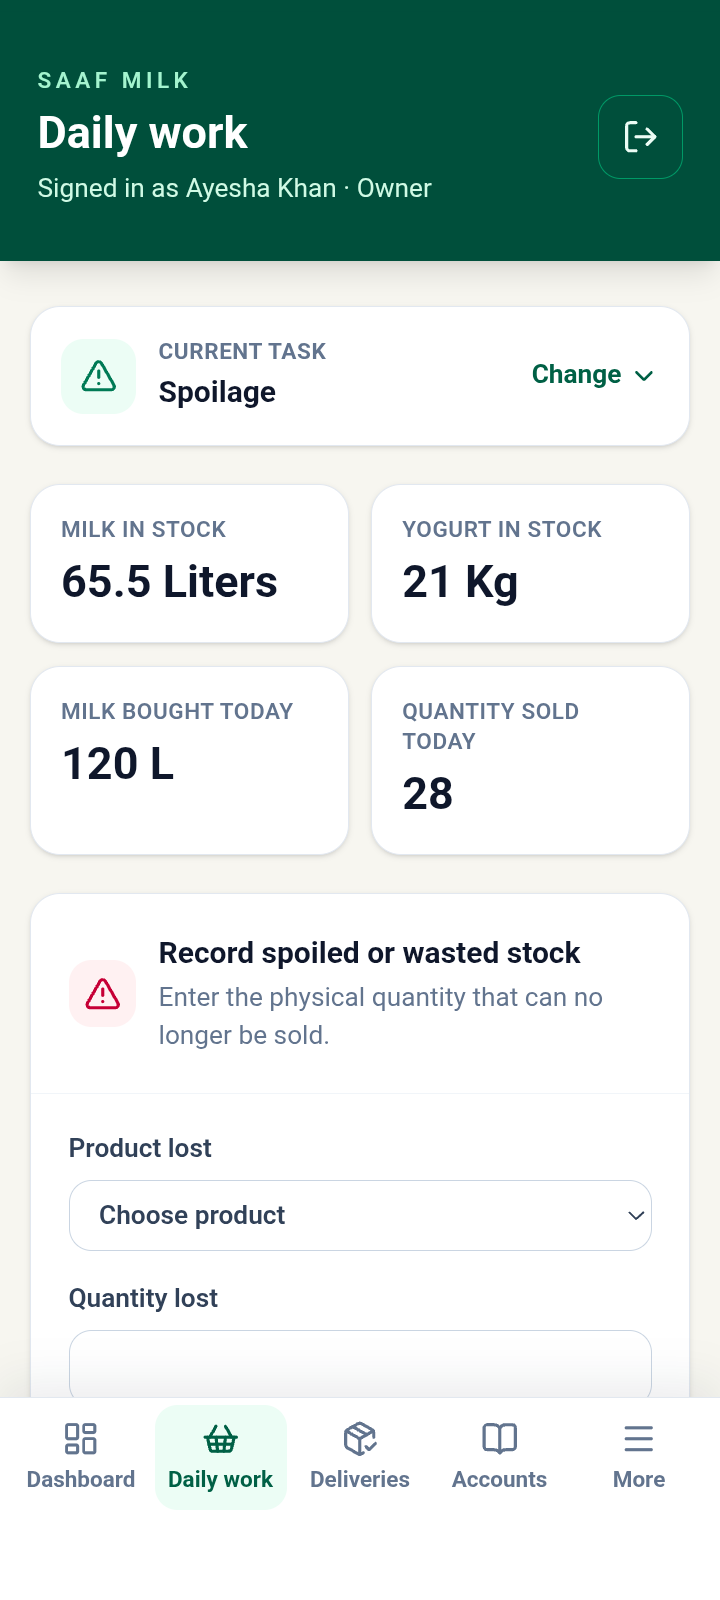 SAAF MILK
Daily work
Signed in as Ayesha Khan · Owner
CURRENT TASK
Spoilage
Change
MILK IN STOCK
65.5 Liters
YOGURT IN STOCK
21 Kg
MILK BOUGHT TODAY
120 L
QUANTITY SOLD
TODAY
28
Record spoiled or wasted stock
Enter the physical quantity that can no
longer be sold.
Product lost
Choose product
Quantity lost
Dashboard
Daily work
Deliveries
Accounts
More